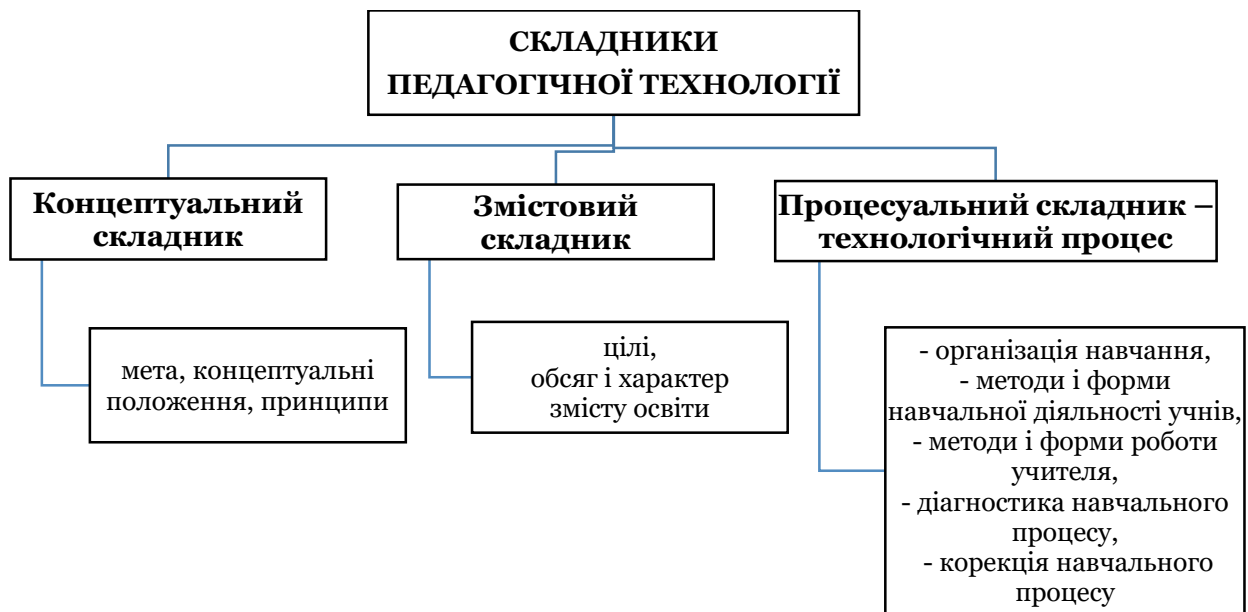 СКЛАДНИКИ
ПЕДАГОГІЧНОЇ ТЕХНОЛОГІЇ
Концептуальний
складник
мета, концептуальні
положення, принципи
Змістовий
складник
цілі,
обсяг і характер
змісту освіти
Процесуальний складник –
технологічний процес
- організація навчання,
- методи і форми
навчальної діяльності учнів,
- методи і форми роботи
учителя,
- діагностика навчального
процесу,
- корекція навчального
процесу